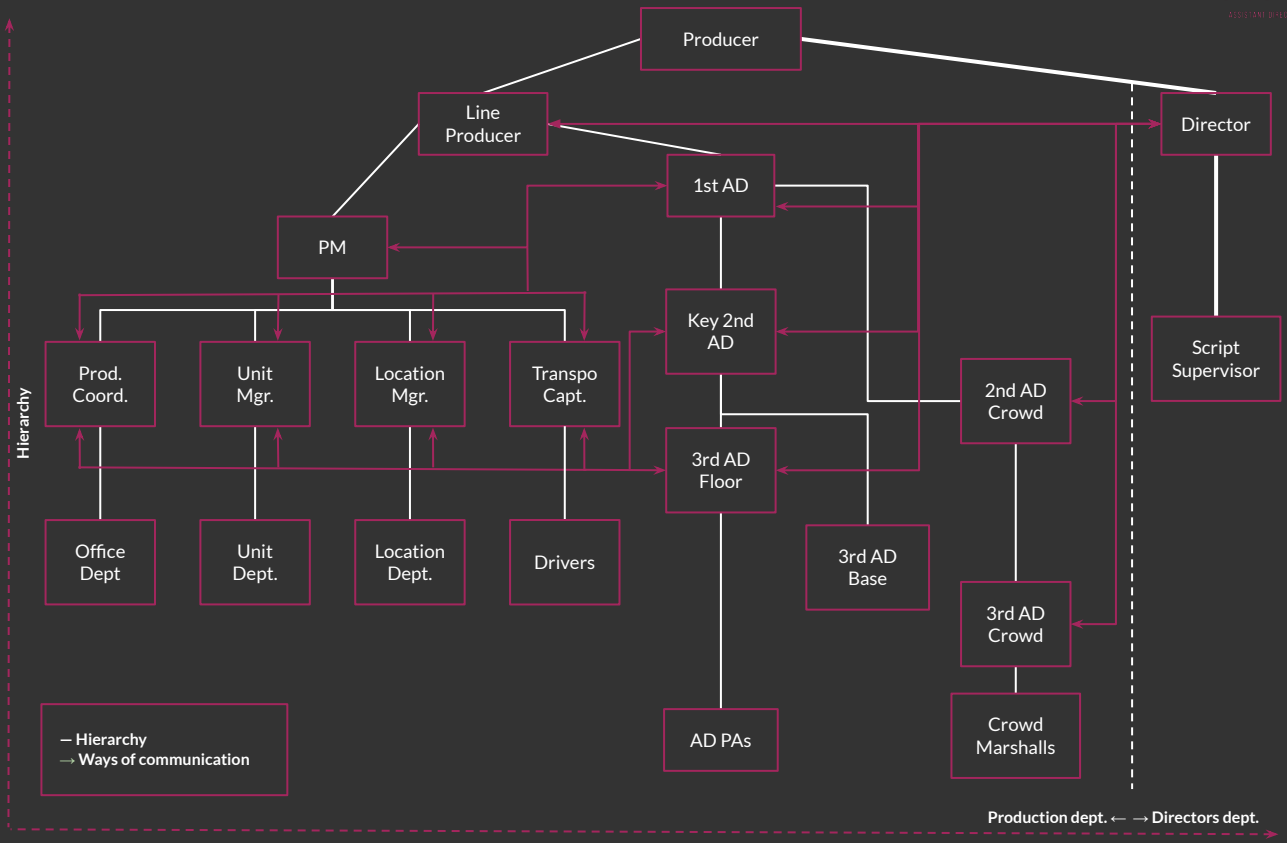 Producer
Line
Producer
Director
1st AD
PM
Key 2nd
AD
Script
Supervisor
Prod.
Coord.
Unit
Mgr.
Location
Mgr.
Transpo
Capt.
2nd AD
Crowd
Hierarchy
3rd AD
Floor
Office
Dept
Unit
Dept.
Location
Dept.
Drivers
3rd AD
Base
3rd AD
Crowd
AD PAs
Crowd
Marshalls
– Hierarchy
→ Ways of communication
Production dept. ← → Directors dept.